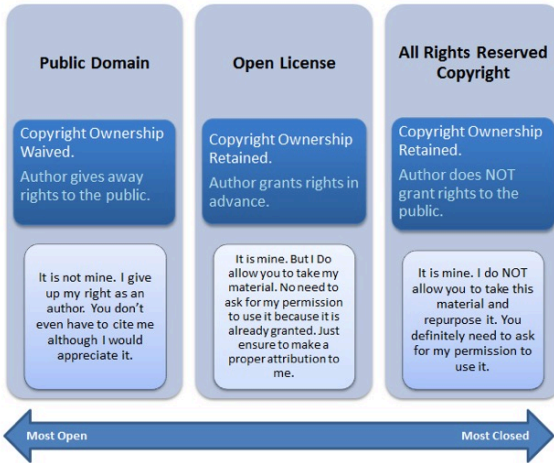 Public Domain
Copyright Ownership
Waived.
Author gives away
rights to the public.
It is not mine. I give
up my right as an
author. You don't
even have to cite me
although I would
appreciate it.
Open License
Copyright Ownership
Retained.
Author grants rights in
advance.
It is mine. But I Do
allow you to take my
material. No need to
ask for my permission
to use it because it is
already granted. Just
ensure to make a
proper attribution to
me.
All Rights Reserved
Copyright
Copyright Ownership
Retained.
Author does NOT
grant rights to the
public.
It is mine. I do NOT
allow you to take this
material and
repurpose it. You
definitely need to ask
for my permission to
use it.
Most Open
Most Closed